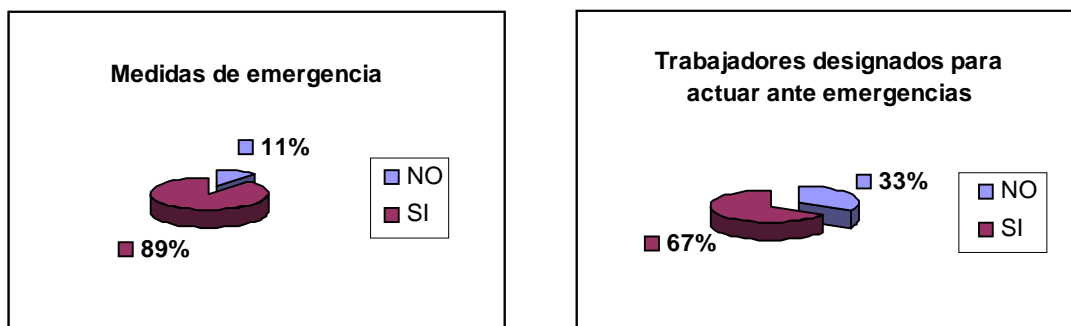 Medidas de emergencia
11%
89%
NO
SI
Trabajadores designados para
actuar ante emergencias
33%
67%
NO
SI